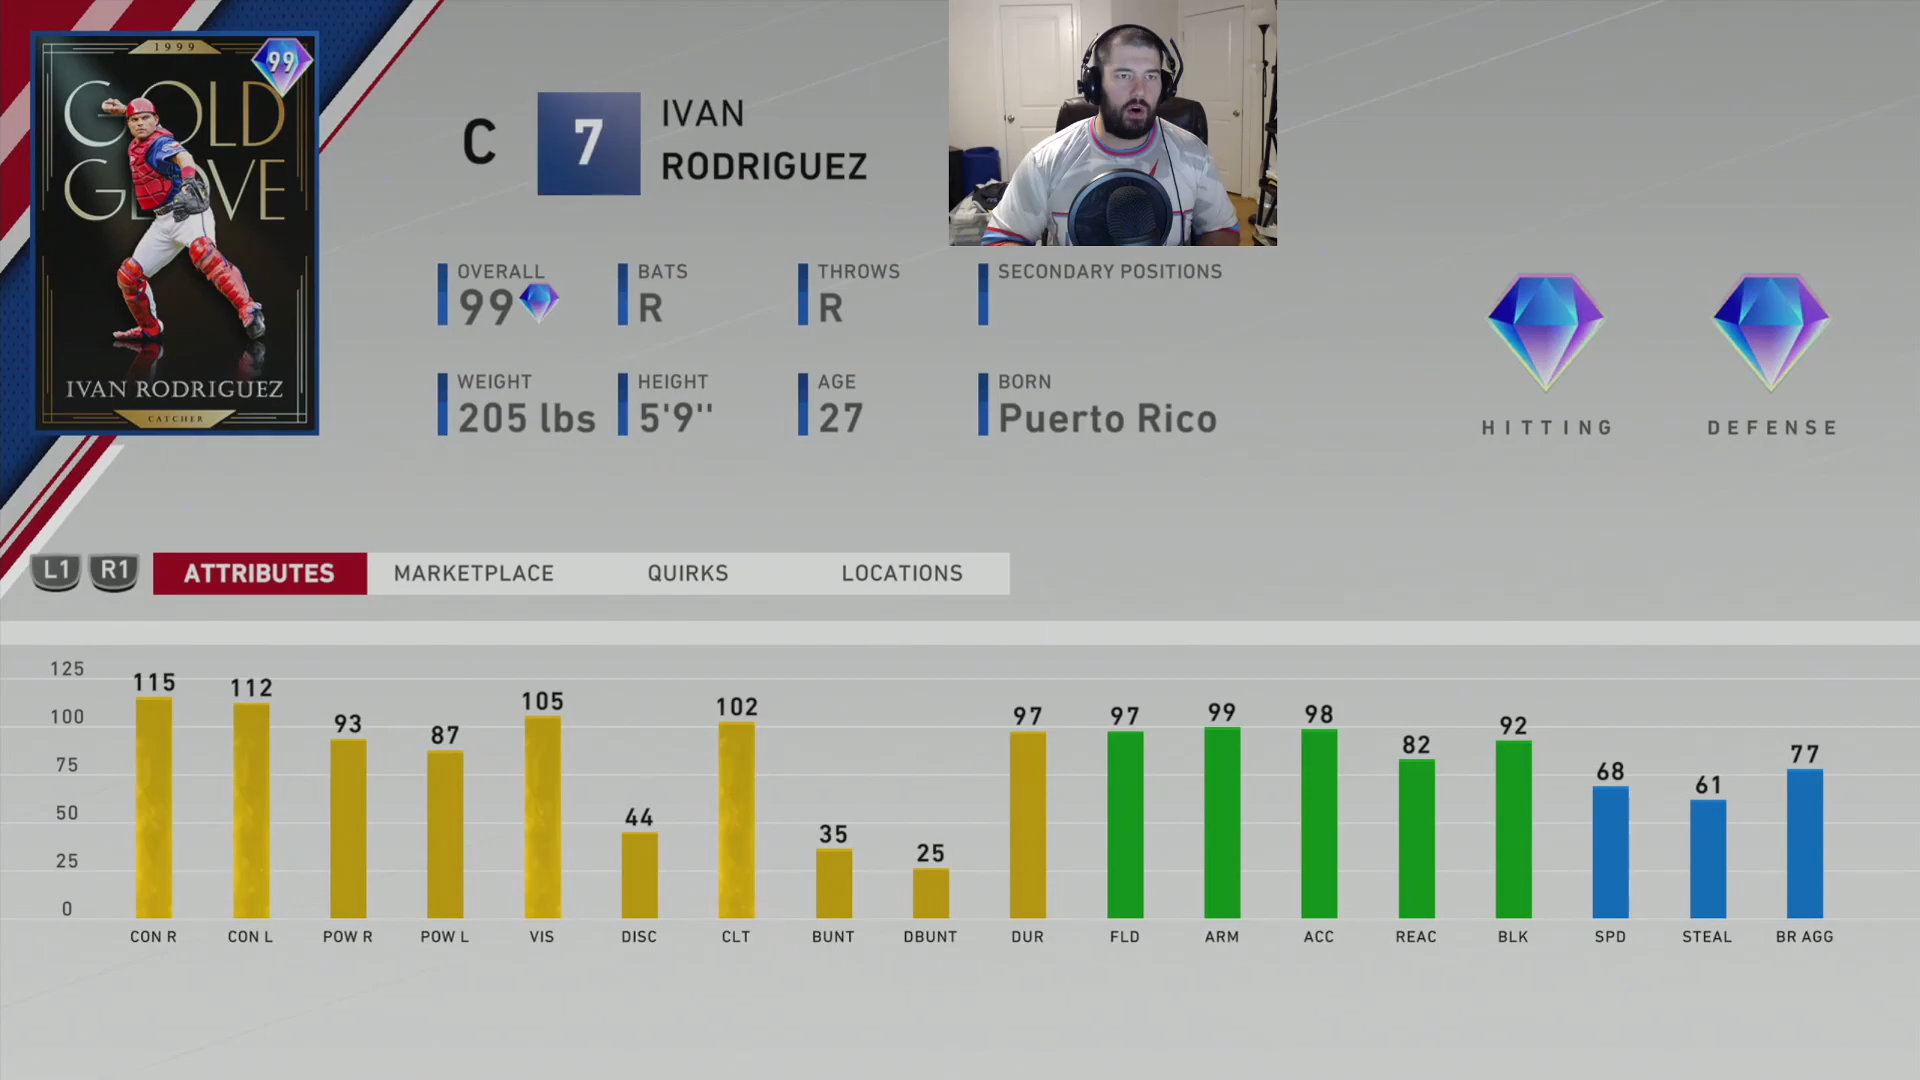 1999
99
GOLD
GLOVE
IVAN RODRIGUEZ
CATCHER
C
7
IVAN
RODRIGUEZ
OVERALL
99
BATS
R
THROWS
R
SECONDARY POSITIONS
WEIGHT
205 lbs
HEIGHT
5'9"
AGE
27
BORN
Puerto Rico
HITTING
DEFENSE
L1 R1 ATTRIBUTES MARKETPLACE QUIRKS LOCATIONS
125
100
75
50
25
0
115 112 93 87 105 44 102 35 25 97 97 99 98 82 92 68 61 77
CON R CON L POW R POW L VIS DISC CLT BUNT DBUNT DUR FLD ARM ACC REAC BLK SPD STEAL BR AGG